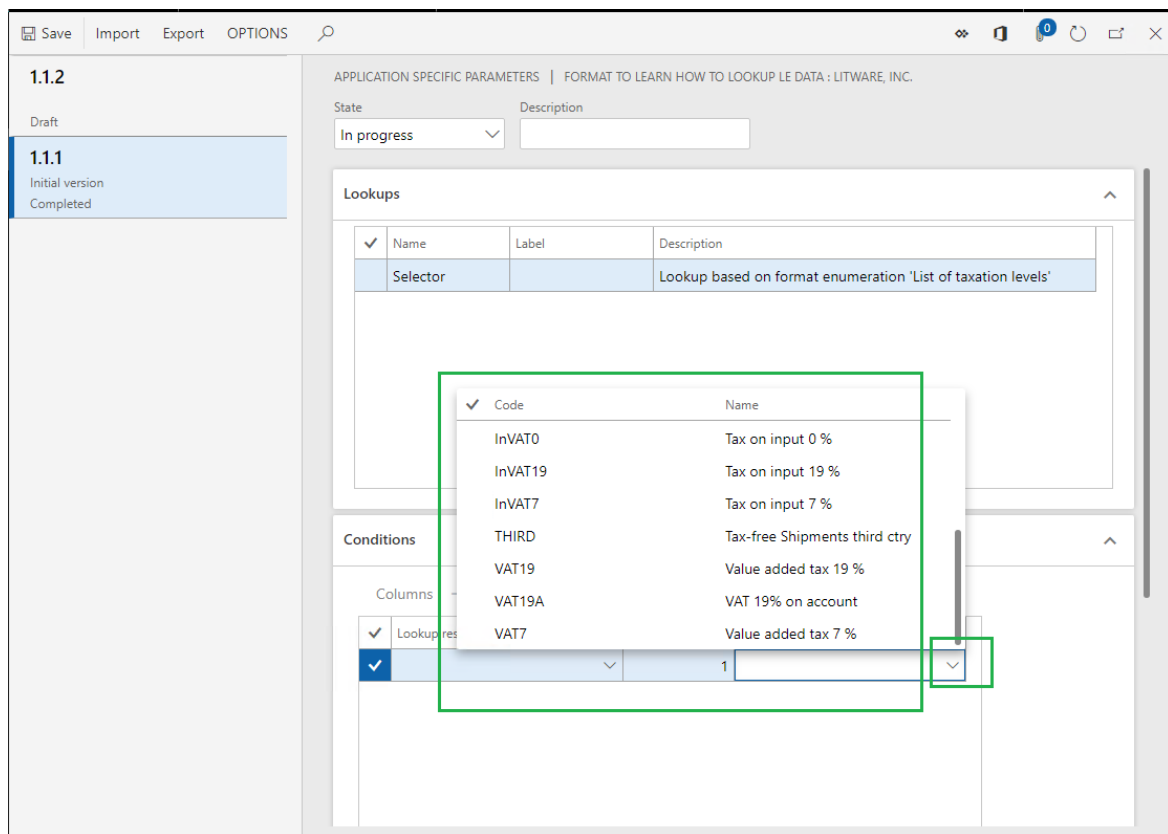 Save Import Export OPTIONS
0
1.1.2
Draft
1.1.1
Initial version
Completed
APPLICATION SPECIFIC PARAMETERS | FORMAT TO LEARN HOW TO LOOKUP LE DATA : LITWARE, INC.
State Description
In progress
Lookups
Name Label Description
Selector Lookup based on format enumeration 'List of taxation levels'
Code Name
InVAT0 Tax on input 0 %
InVAT19 Tax on input 19 %
InVAT7 Tax on input 7 %
THIRD Tax-free Shipments third ctry
VAT19 Value added tax 19 %
VAT19A VAT 19% on account
VAT7 Value added tax 7 %
Conditions
Columns
Lookup res
1